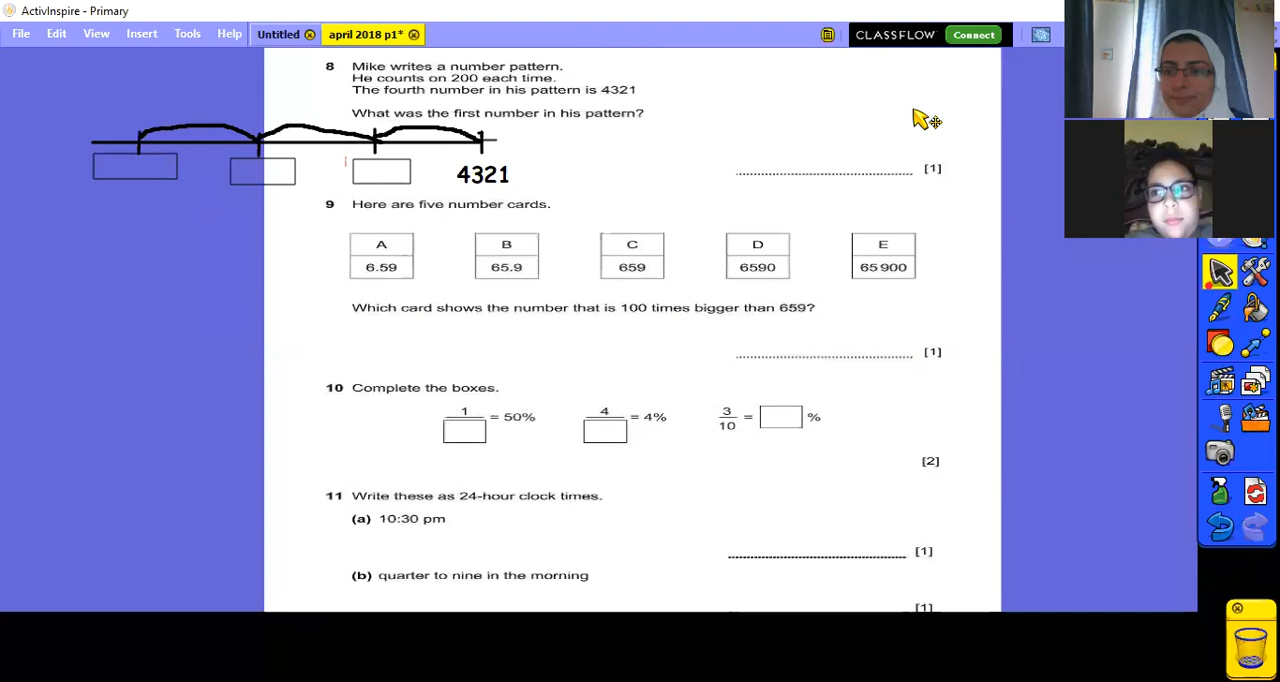 ActivInspire - Primary
File Edit View Insert Tools Help Untitled april 2018 p1* CLASSFLOW Connect
8 Mike writes a number pattern.
He counts on 200 each time.
The fourth number in his pattern is 4321
What was the first number in his pattern?
4321
[1]
9 Here are five number cards.
A B C D E
6.59 65.9 659 6590 65 900
Which card shows the number that is 100 times bigger than 659?
[1]
10 Complete the boxes.
1 = 50% 4 = 4% 3/10 = %
[2]
11 Write these as 24-hour clock times.
(a) 10:30 pm
[1]
(b) quarter to nine in the morning
[1]